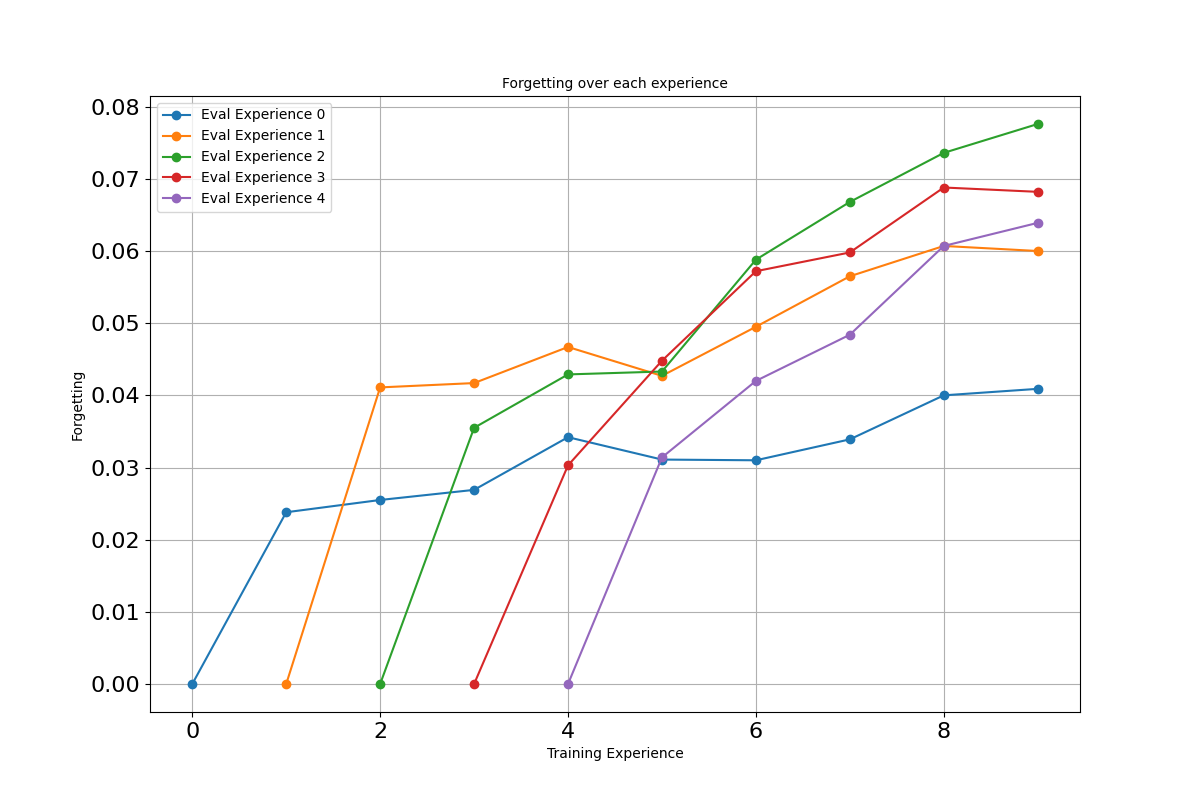 Forgetting over each experience
0.08
0.07
0.06
0.05
0.04
0.03
0.02
0.01
0.00
Forgetting
Eval Experience 0
Eval Experience 1
Eval Experience 2
Eval Experience 3
Eval Experience 4
0 2 4 6 8
Training Experience